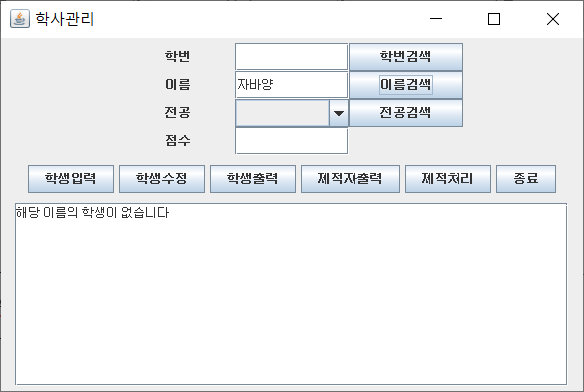 학사관리
학번 학번검색
이름 자바양 이름검색
전공 전공검색
점수
학생입력 학생수정 학생출력 제적자출력 제적처리 종료
해당 이름의 학생이 없습니다